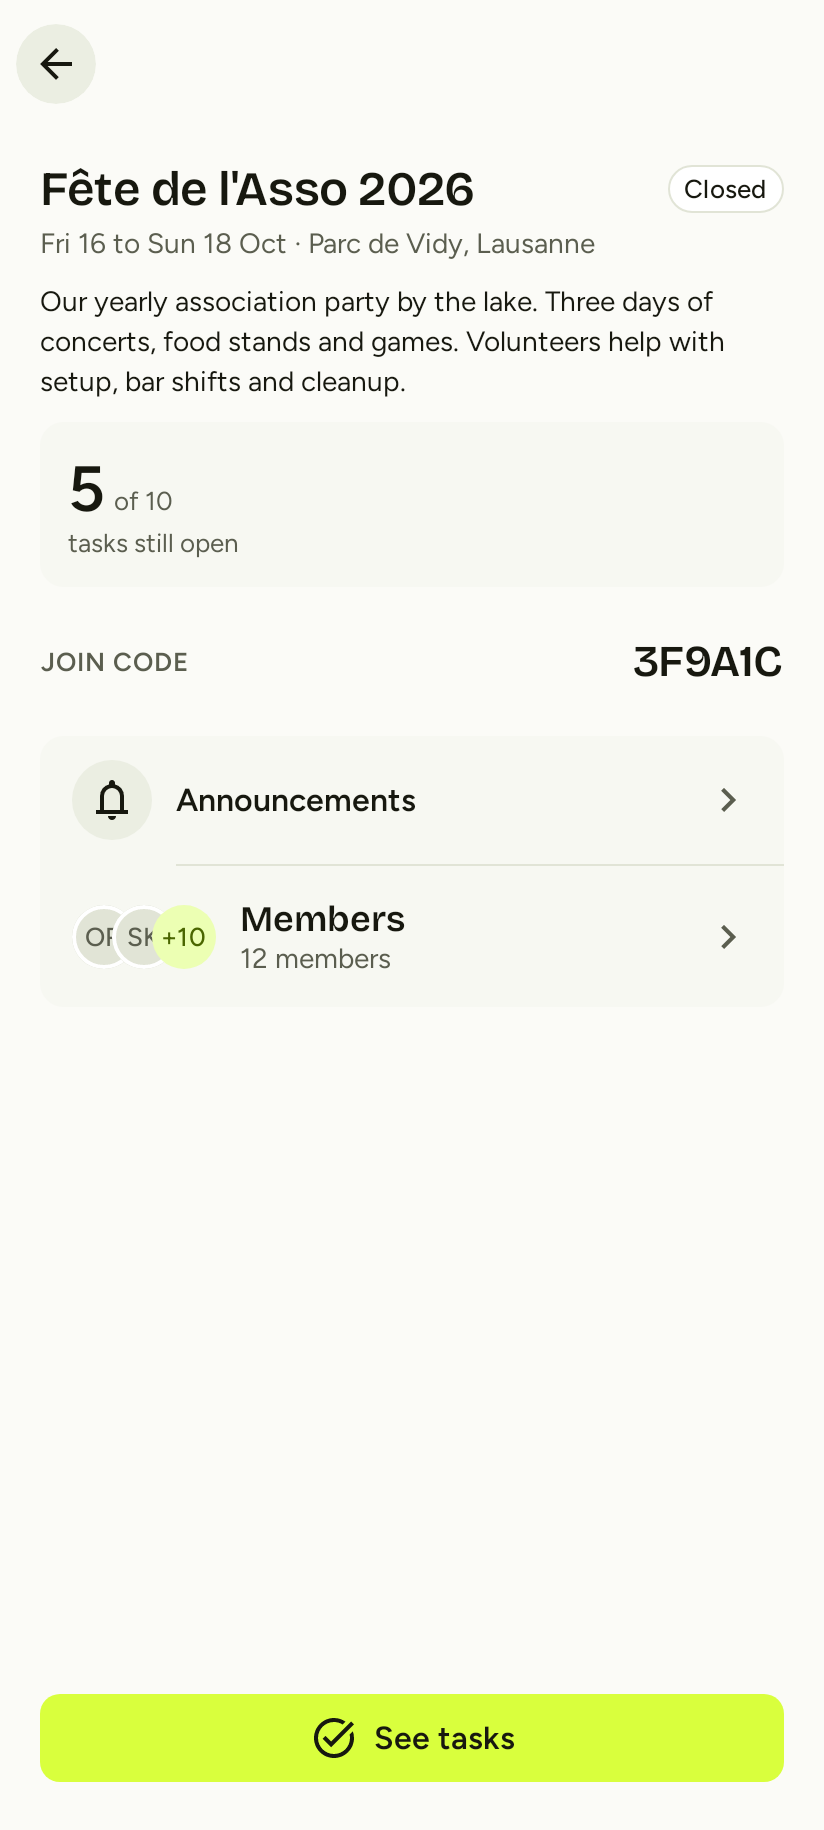 Fête de l'Asso 2026
Closed
Fri 16 to Sun 18 Oct · Parc de Vidy, Lausanne
Our yearly association party by the lake. Three days of
concerts, food stands and games. Volunteers help with
setup, bar shifts and cleanup.
5 of 10
tasks still open
JOIN CODE
3F9A1C
Announcements
+10
Members
12 members
See tasks